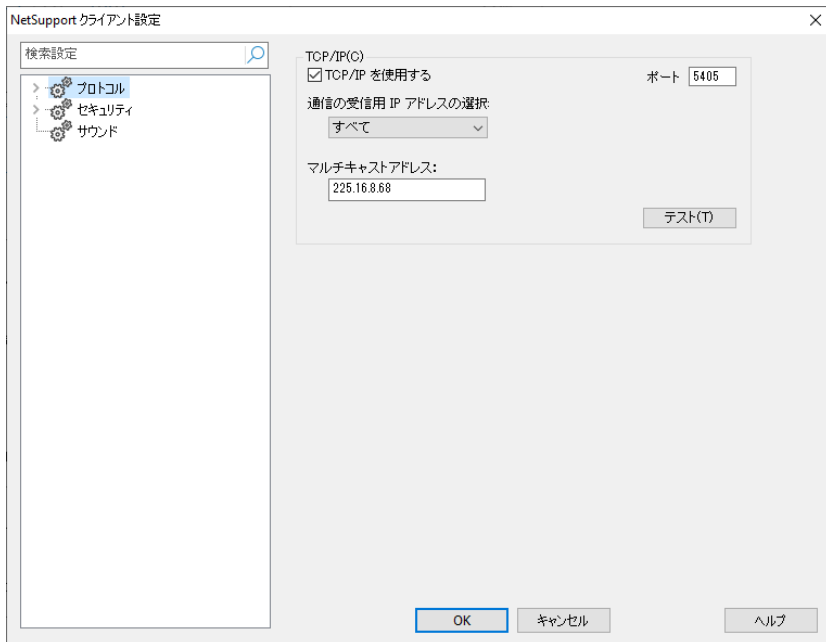 NetSupport クライアント設定
検索設定
プロトコル
セキュリティ
サウンド
TCP/IP(C)
TCP/IP を使用する
ポート 5405
通信の受信用 IP アドレスの選択:
すべて
マルチキャストアドレス:
225.16.8.68
テスト(T)
OK
キャンセル
ヘルプ